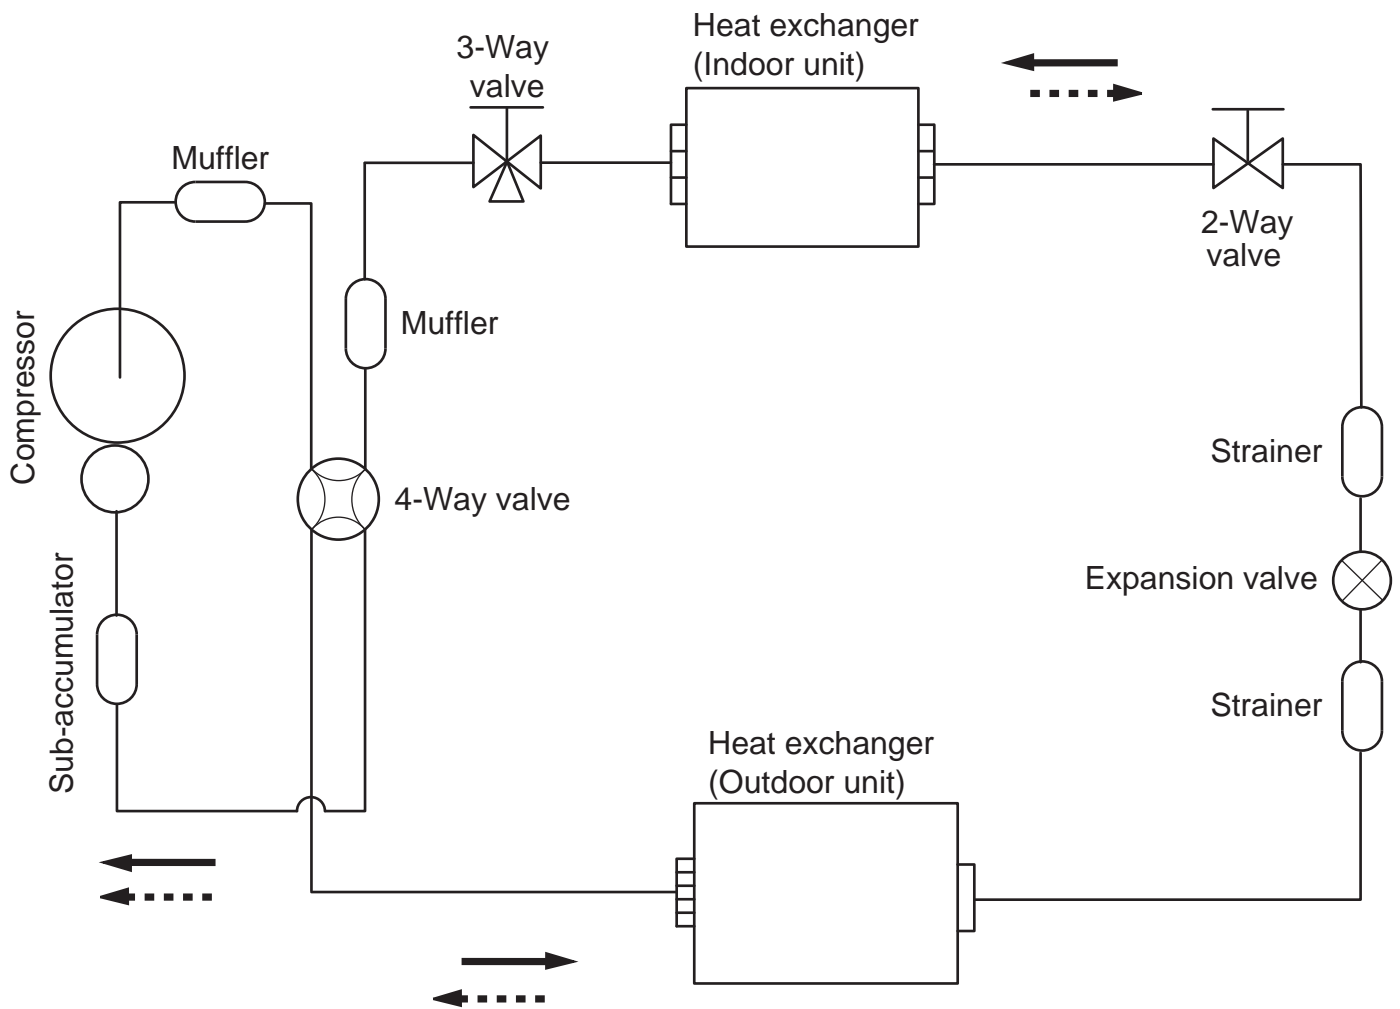 Heat exchanger
(Indoor unit)
3-Way
valve
Muffler
2-Way
valve
Muffler
Compressor
Strainer
4-Way valve
Expansion valve
Sub-accumulator
Strainer
Heat exchanger
(Outdoor unit)